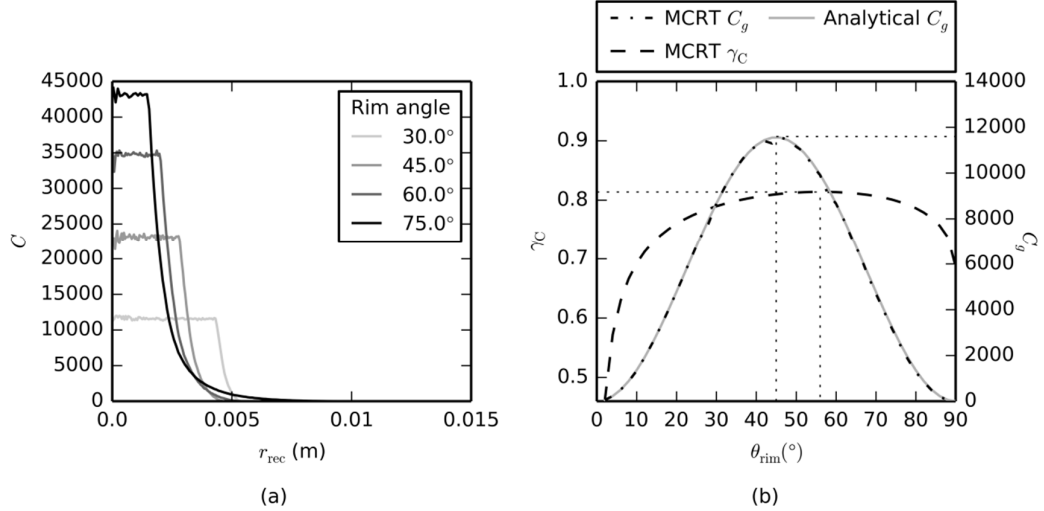 45000
40000
35000
30000
25000
20000
15000
10000
5000
0
C
0.0
0.005
0.010
0.015
r_rec (m)
Rim angle
30.0°
45.0°
60.0°
75.0°
(a)
MCRT C_g
Analytical C_g
MCRT γ_C
1.0
0.9
0.8
0.7
0.6
0.5
γ_C
14000
12000
10000
8000
6000
4000
2000
0
C_g
0 10 20 30 40 50 60 70 80 90
θ_rim(°)
(b)